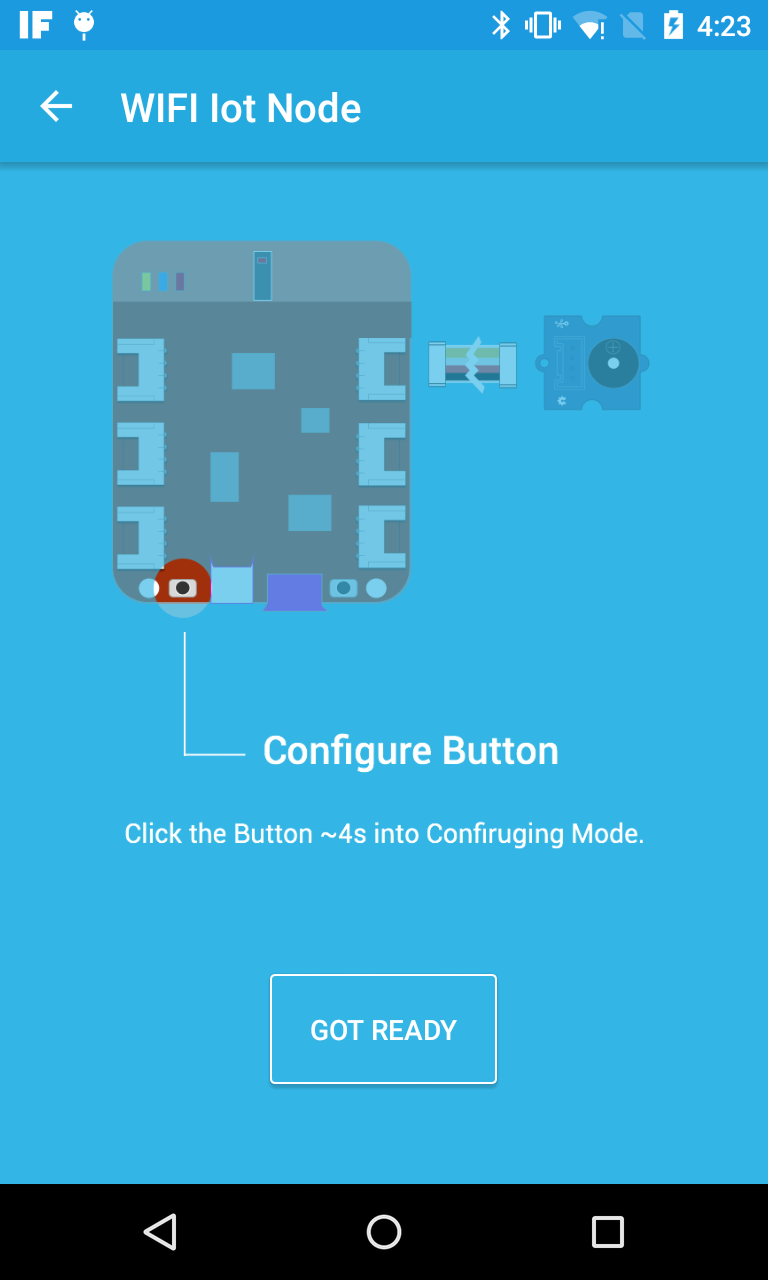 IF
4:23
WIFI Iot Node
Configure Button
Click the Button ~4s into Confiruging Mode.
GOT READY